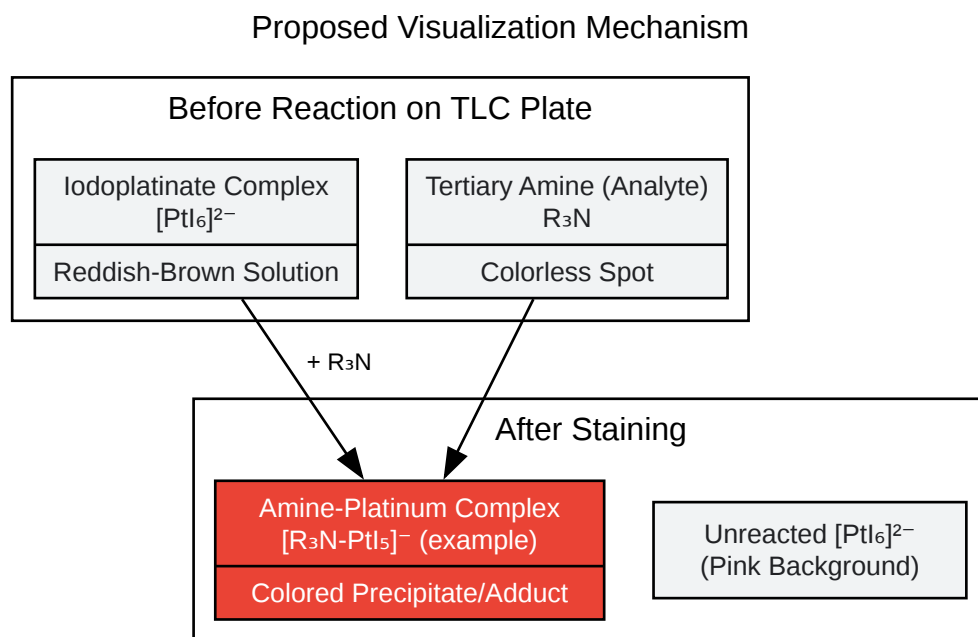 Proposed Visualization Mechanism
Before Reaction on TLC Plate
Iodoplatinate Complex
[PtI₆]²⁻
Reddish-Brown Solution
Tertiary Amine (Analyte)
R₃N
Colorless Spot
+ R₃N
After Staining
Amine-Platinum Complex
[R₃N-PtI₅]⁻ (example)
Colored Precipitate/Adduct
Unreacted [PtI₆]²⁻
(Pink Background)